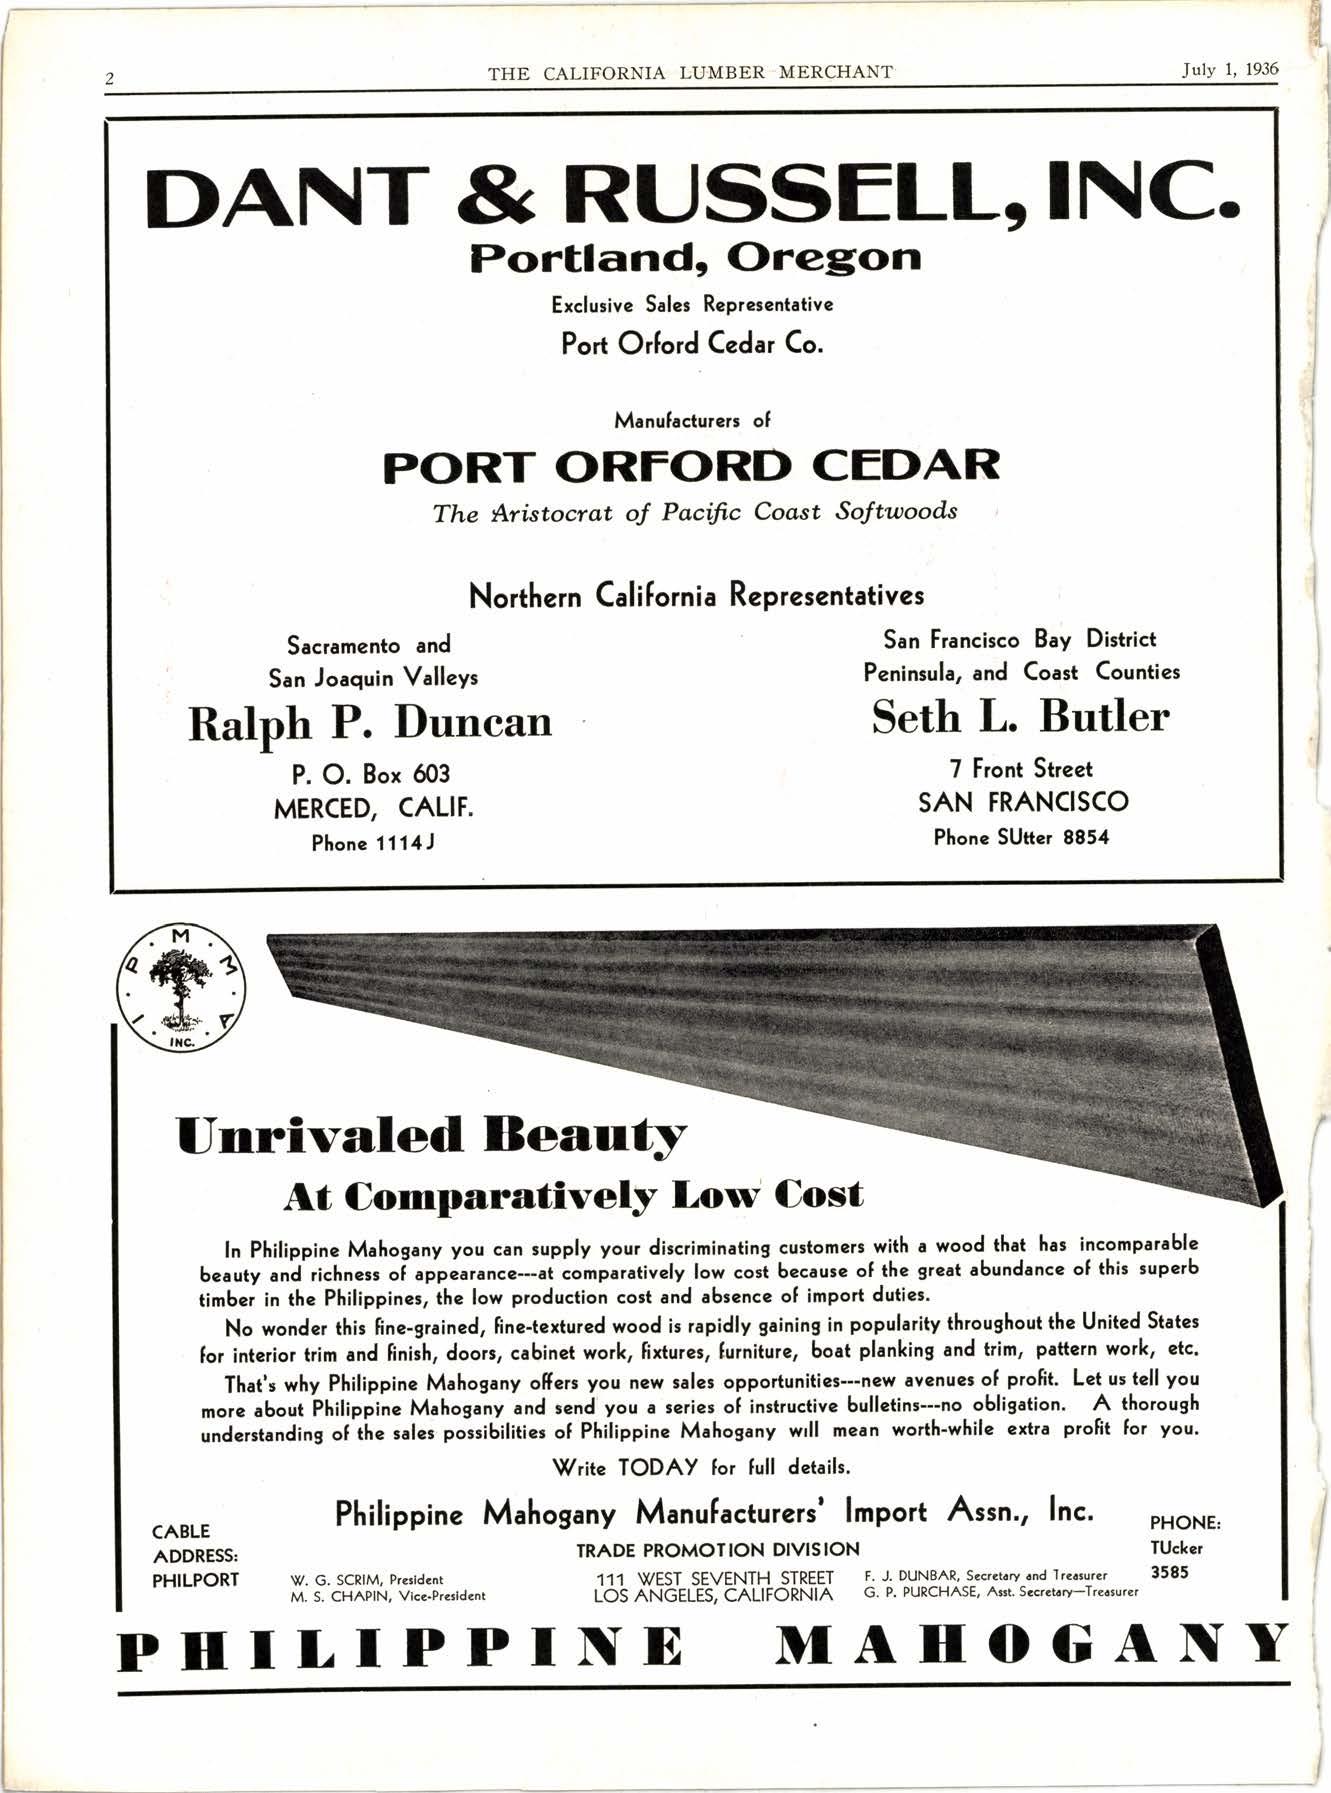 2 THE CALIFORNIA LUMBER MERCHANT July 1, 1936
DANT & RUSSELL, INC.
Portland, Oregon
Exclusive Sales Representative
Port Orford Cedar Co.
Manufacturers of
PORT ORFORD CEDAR
The Aristocrat of Pacific Coast Softwoods
Northern California Representatives
Sacramento and
San Joaquin Valleys
Ralph P. Duncan
P. O. Box 603
MERCED, CALIF.
Phone 1114J
San Francisco Bay District
Peninsula, and Coast Counties
Seth L. Butler
7 Front Street
SAN FRANCISCO
Phone SUtter 8854
I P M M A
INC.
Unrivaled Beauty
At Comparatively Low Cost
In Philippine Mahogany you can supply your discriminating customers with a wood that has incomparable
beauty and richness of appearance---at comparatively low cost because of the great abundance of this superb
timber in the Philippines, the low production cost and absence of import duties.
No wonder this fine-grained, fine-textured wood is rapidly gaining in popularity throughout the United States
for interior trim and finish, doors, cabinet work, fixtures, furniture, boat planking and trim, pattern work, etc.
That's why Philippine Mahogany offers you new sales opportunities---new avenues of profit. Let us tell you
more about Philippine Mahogany and send you a series of instructive bulletins---no obligation. A thorough
understanding of the sales possibilities of Philippine Mahogany will mean worth-while extra profit for you.
Write TODAY for full details.
Philippine Mahogany Manufacturers' Import Assn., Inc.
TRADE PROMOTION DIVISION
CABLE
ADDRESS:
PHILPORT
W. G. SCRIM, President
M. S. CHAPIN, Vice-President
111 WEST SEVENTH STREET
LOS ANGELES, CALIFORNIA
F. J. DUNBAR, Secretary and Treasurer
G. P. PURCHASE, Asst. Secretary—Treasurer
PHONE:
TUcker
3585
PHILIPPINE MAHOGANY